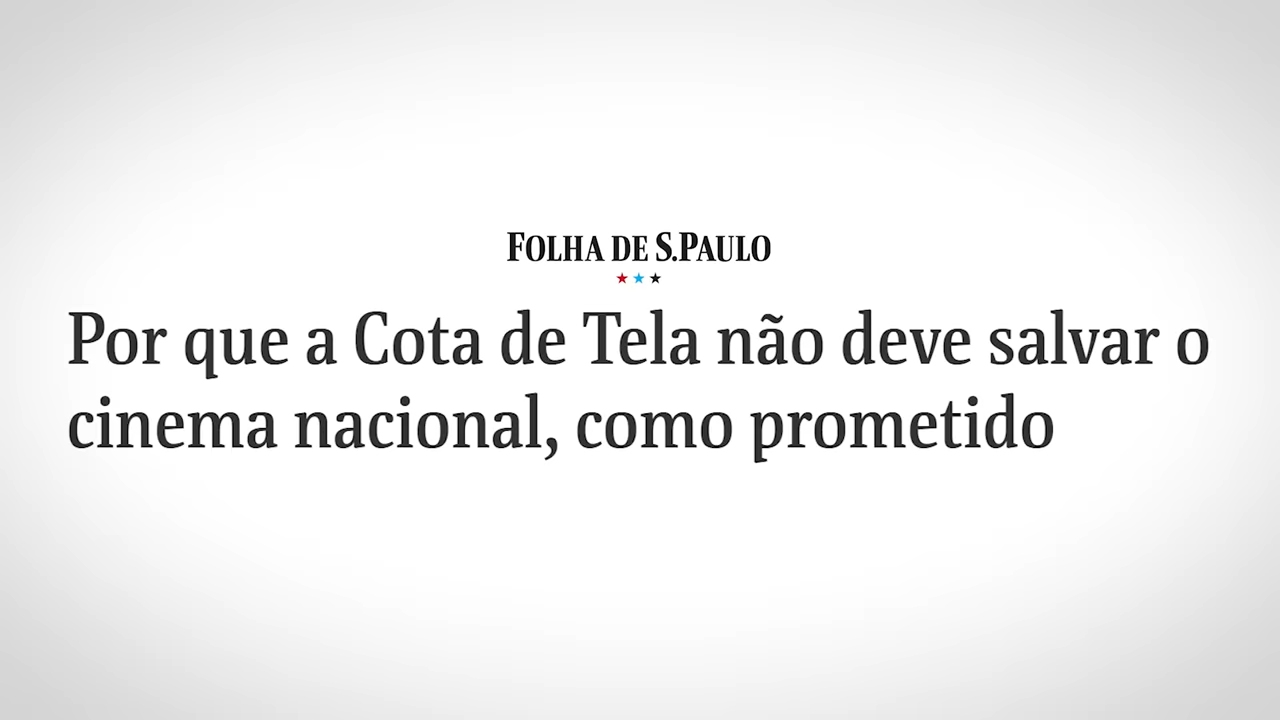 FOLHA DE S.PAULO
Por que a Cota de Tela não deve salvar o
cinema nacional, como prometido